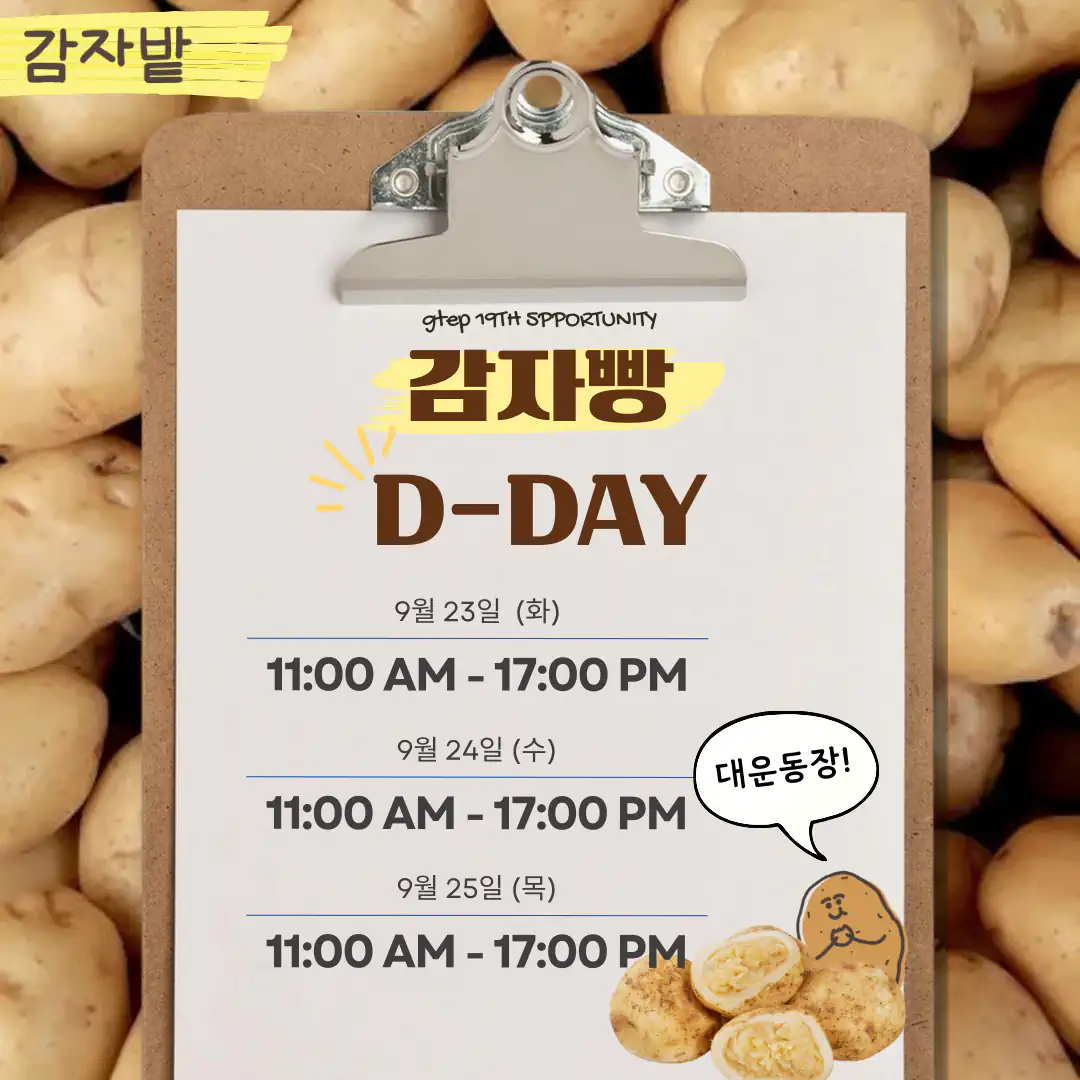 감자밭
gtep 19TH SPPORTUNITY
감자빵
D-DAY
9월 23일 (화)
11:00 AM - 17:00 PM
9월 24일 (수)
11:00 AM - 17:00 PM
대운동장!
9월 25일 (목)
11:00 AM - 17:00 PM